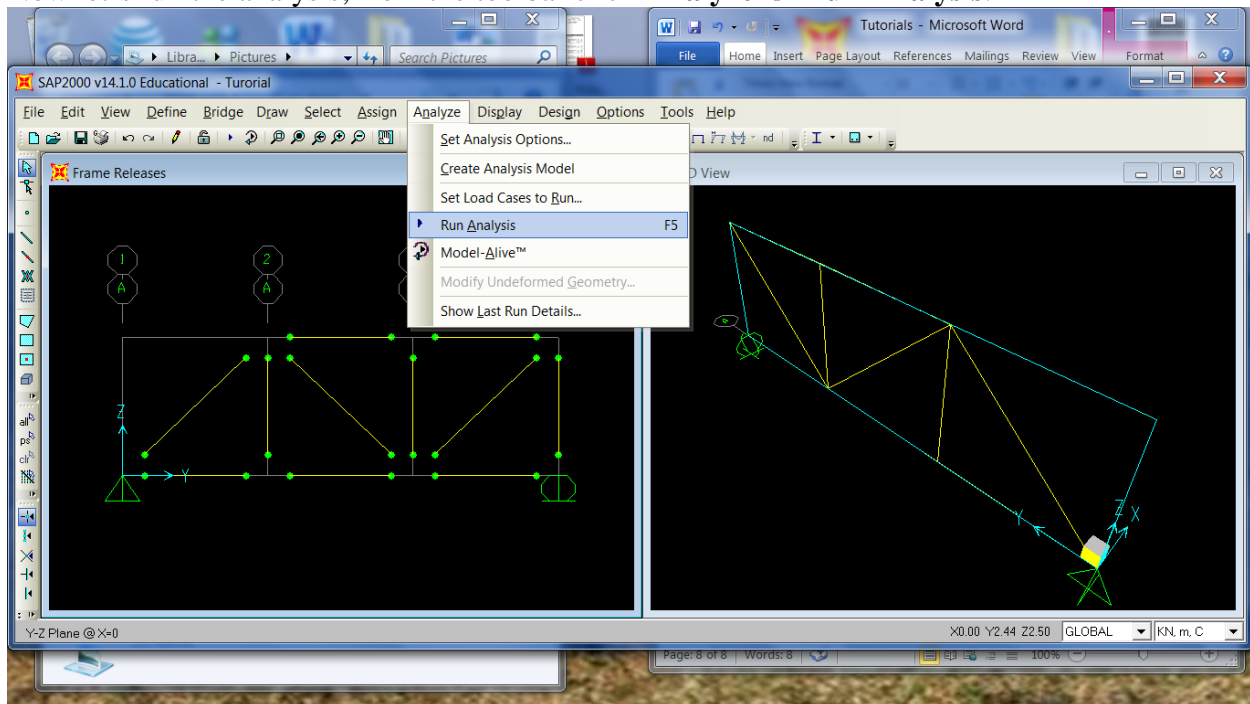 Tutorials - Microsoft Word
Libra... Pictures
Search Pictures
File Home Insert Page Layout References Mailings Review View Format
SAP2000 v14.1.0 Educational - Turorial
File Edit View Define Bridge Draw Select Assign Analyze Display Design Options Tools Help
nd
Set Analysis Options...
Create Analysis Model
Set Load Cases to Run...
Run Analysis F5
Model-Alive™
Modify Undeformed Geometry...
Show Last Run Details...
Frame Releases
D View
1
2
A
A
Z
Y
Z
X
Y
all
ps
clr
Y-Z Plane @ X=0
X0.00 Y2.44 Z2.50
GLOBAL
KN, m, C
Page: 8 of 8
Words: 8
100%